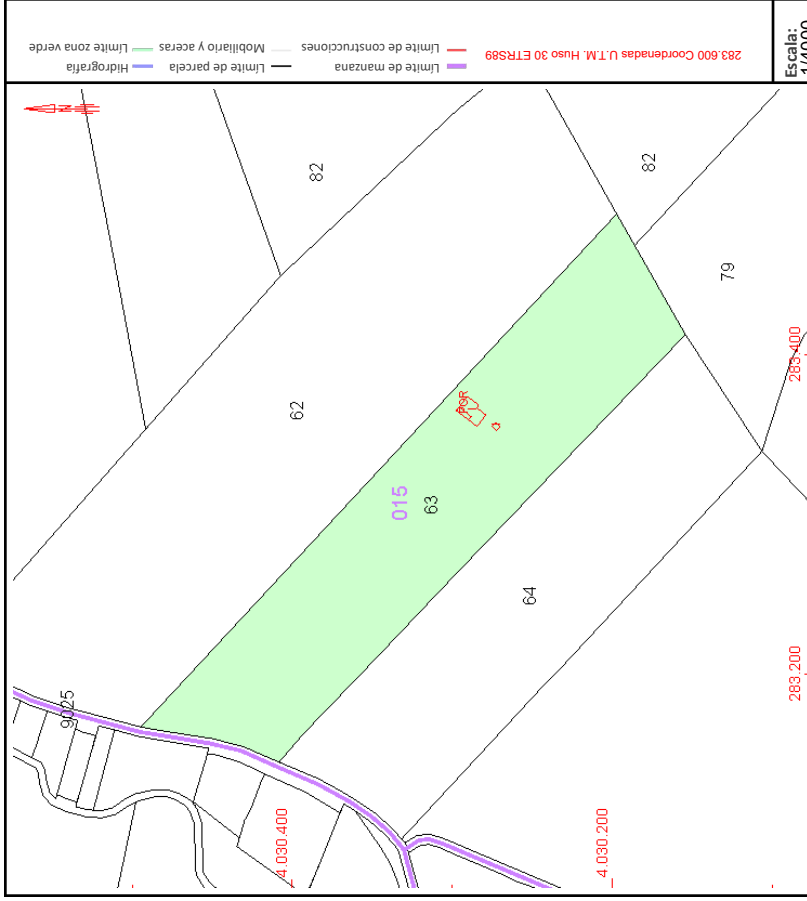 283.600 Coordenadas U.T.M. Huso 30 ETRS89
Límite de manzana
Límite de construcciones
Límite de parcela
Mobiliario y aceras
Hidrografía
Límite zona verde
Escala:
N
82
82
79
62
015
63
POR
64
9025
283,400
283,200
4.030.400
4.030.200